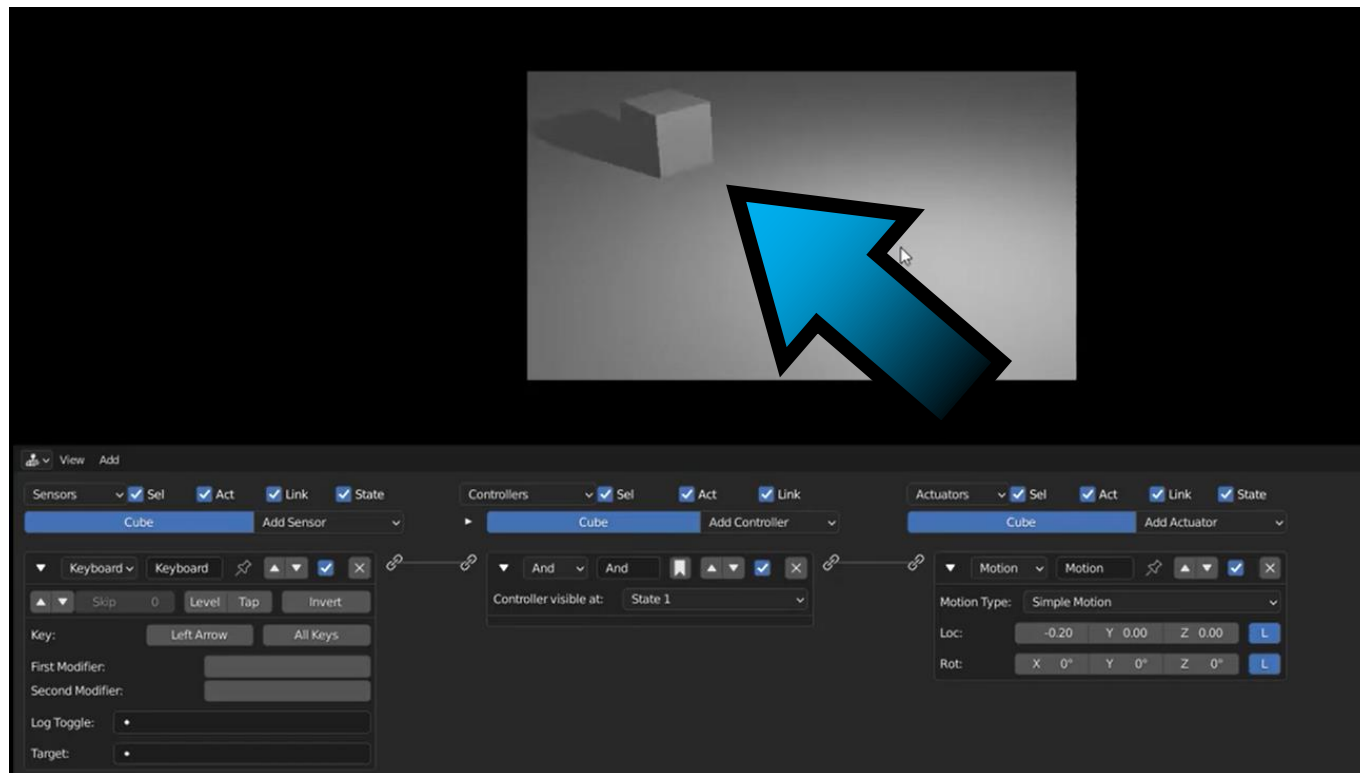 View Add
Sensors Sel Act Link State
Cube Add Sensor
Keyboard Keyboard
Skip 0 Level Tap Invert
Key: Left Arrow All Keys
First Modifier:
Second Modifier:
Log Toggle:
Target:
Controllers Sel Act Link
Cube Add Controller
And And
Controller visible at: State 1
Actuators Sel Act Link State
Cube Add Actuator
Motion Motion
Motion Type: Simple Motion
Loc: -0.20 Y 0.00 Z 0.00 L
Rot: X 0° Y 0° Z 0° L